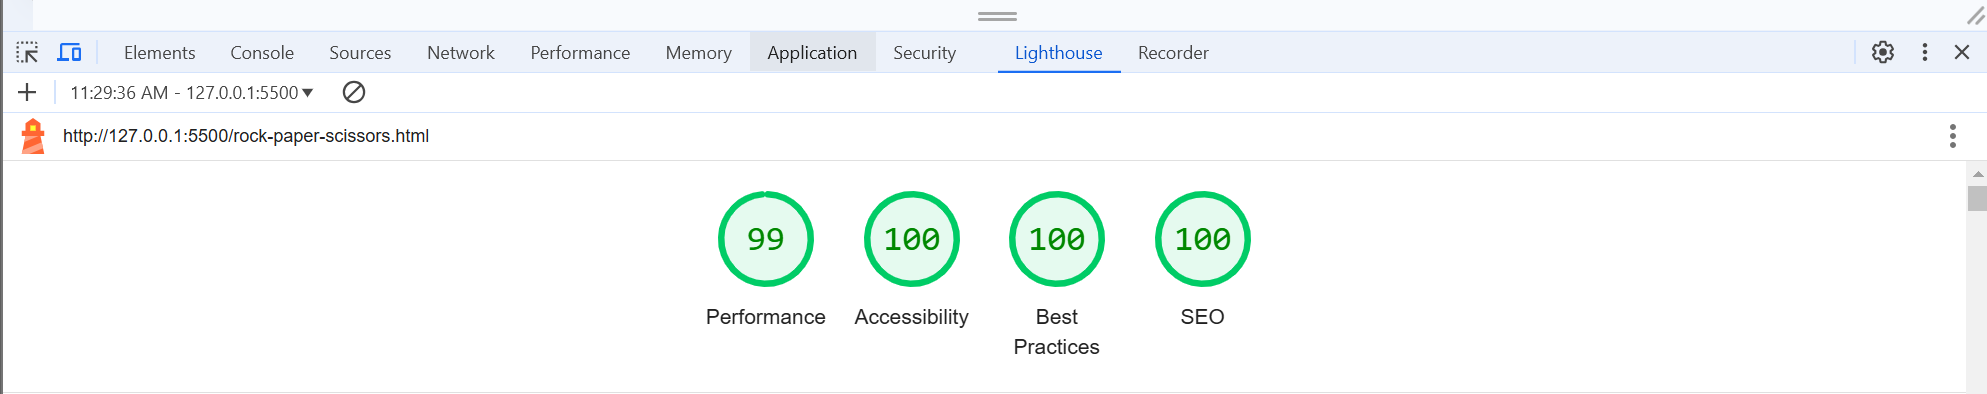 Elements Console Sources Network Performance Memory Application Security Lighthouse Recorder
11:29:36 AM - 127.0.0.1:5500
http://127.0.0.1:5500/rock-paper-scissors.html
99 100 100 100
Performance Accessibility Best Practices SEO